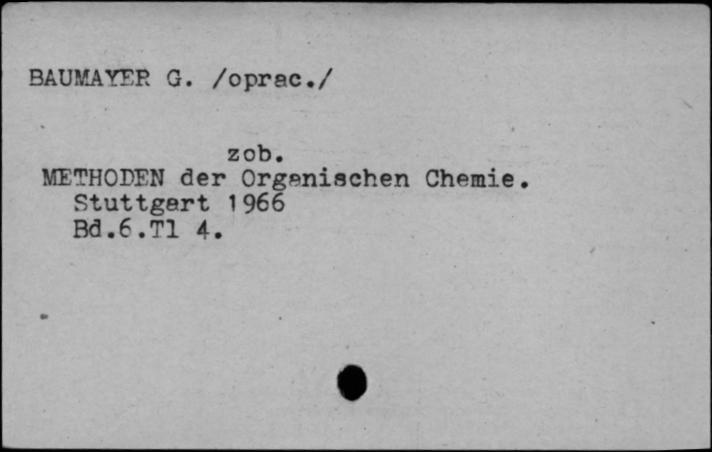 BAUMAYER G. /oprac./
zob.
METHODEN der Organischen Chemie.
Stuttgart 1966
Bd.6.Tl 4.